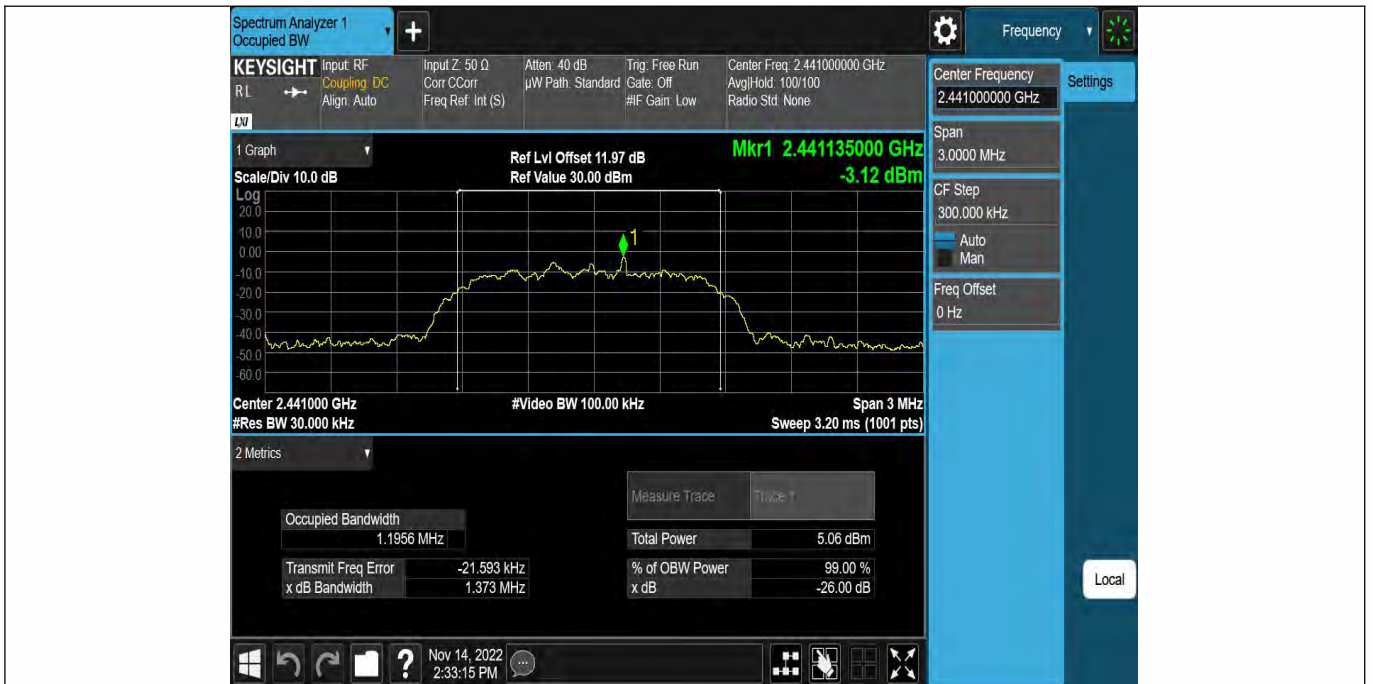 Spectrum Analyzer 1
Occupied BW
+
Frequency
KEYSIGHT
RL
LXI
Input: RF
Coupling: DC
Align: Auto
Input Z: 50 Ω
Corr CCorr
Freq Ref: Int (S)
Atten: 40 dB
µW Path: Standard
Trig: Free Run
Gate: Off
#IF Gain: Low
Center Freq: 2.441000000 GHz
Avg|Hold: 100/100
Radio Std: None
Center Frequency
2.441000000 GHz
Settings
Span
3.0000 MHz
CF Step
300.000 kHz
Auto
Man
Freq Offset
0 Hz
Local
1 Graph
Scale/Div 10.0 dB
Ref Lvl Offset 11.97 dB
Ref Value 30.00 dBm
Mkr1 2.441135000 GHz
-3.12 dBm
Log
20.0
10.0
0.00
-10.0
-20.0
-30.0
-40.0
-50.0
-60.0
1
Center 2.441000 GHz
#Res BW 30.000 kHz
#Video BW 100.00 kHz
Span 3 MHz
Sweep 3.20 ms (1001 pts)
2 Metrics
Measure Trace Trace 1
Occupied Bandwidth
1.1956 MHz
Total Power 5.06 dBm
Transmit Freq Error -21.593 kHz
% of OBW Power 99.00 %
x dB Bandwidth 1.373 MHz
x dB -26.00 dB
?
Nov 14, 2022
2:33:15 PM